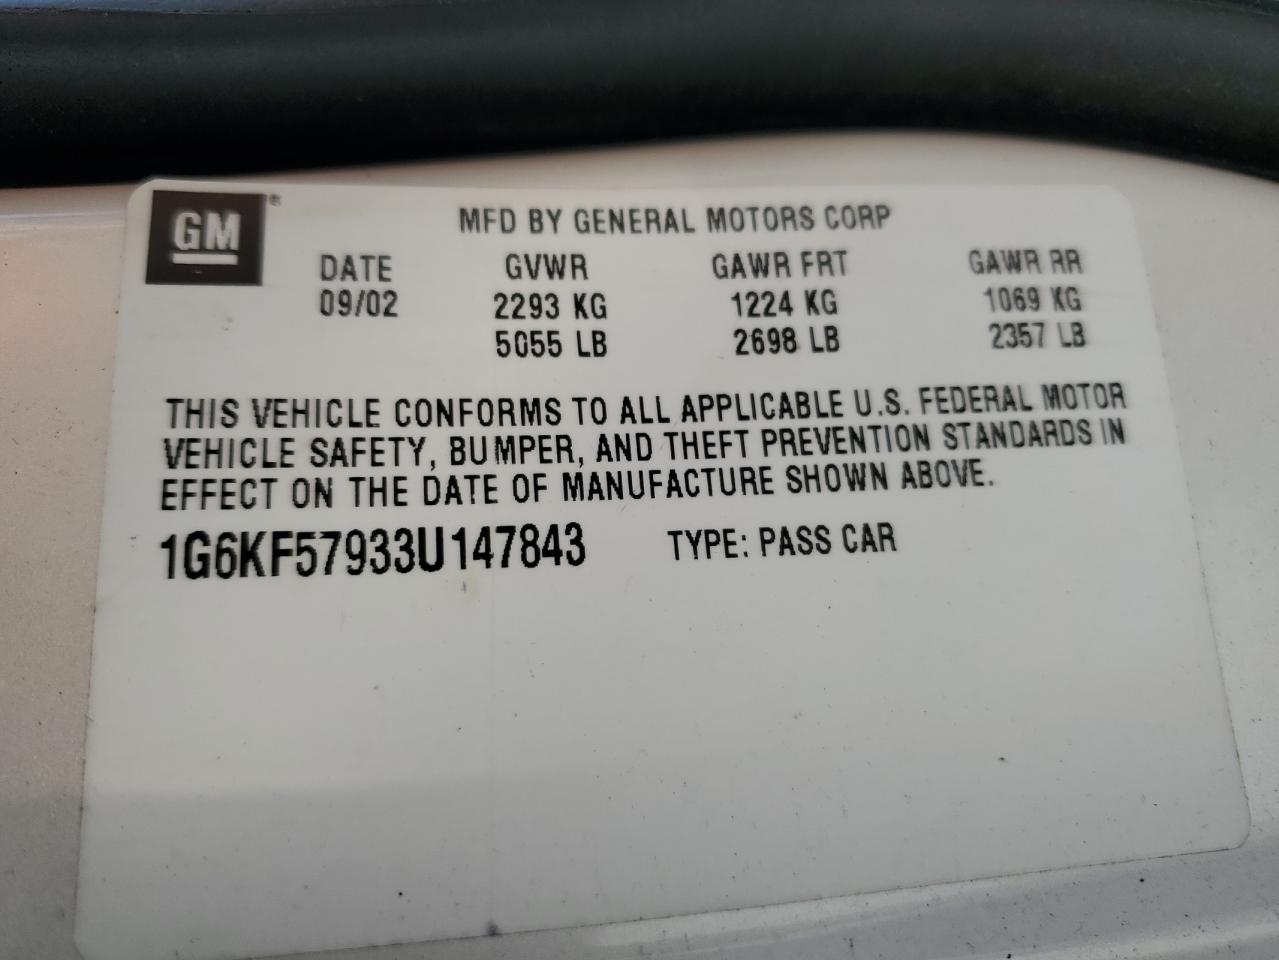 GM®
MFD BY GENERAL MOTORS CORP
DATE GVWR GAWR FRT GAWR RR
09/02 2293 KG 1224 KG 1069 KG
5055 LB 2698 LB 2357 LB
THIS VEHICLE CONFORMS TO ALL APPLICABLE U.S. FEDERAL MOTOR
VEHICLE SAFETY, BUMPER, AND THEFT PREVENTION STANDARDS IN
EFFECT ON THE DATE OF MANUFACTURE SHOWN ABOVE.
1G6KF57933U147843 TYPE: PASS CAR